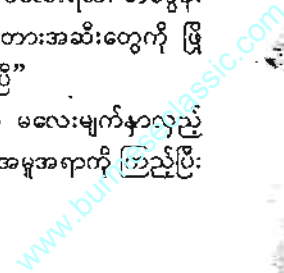 တားအဆီးတွေကို ဖြို
ပြီ”
မလေးမျက်နှာလှည့်
အမူအရာကို ကြည့်ပြီး
www.burmeseclassic.com